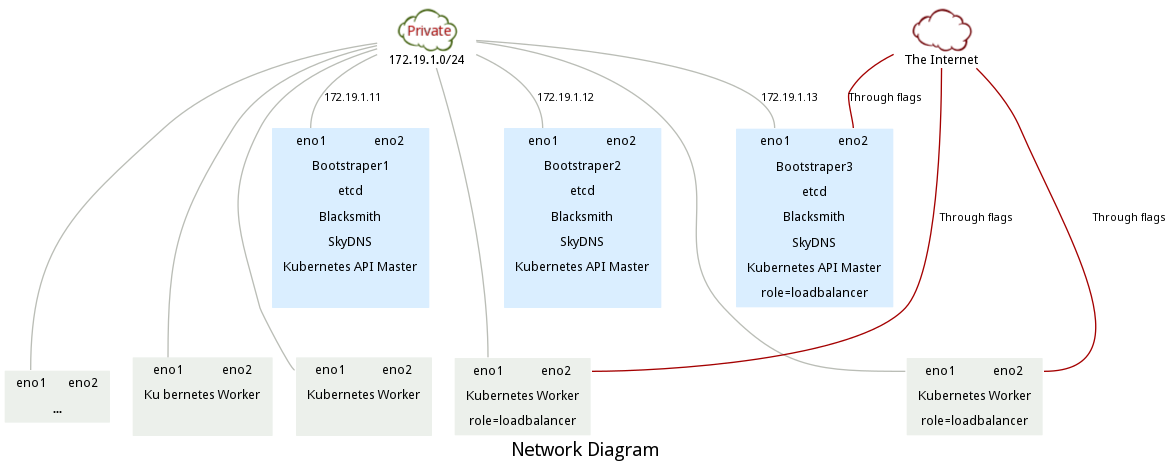 Private
172.19.1.0/24
The Internet
172.19.1.11
172.19.1.12
172.19.1.13
Through flags
eno1 eno2
Bootstraper1
etcd
Blacksmith
SkyDNS
Kubernetes API Master
eno1 eno2
Bootstraper2
etcd
Blacksmith
SkyDNS
Kubernetes API Master
eno1 eno2
Bootstraper3
etcd
Blacksmith
SkyDNS
Kubernetes API Master
role=loadbalancer
Through flags
Through flags
eno1 eno2
...
eno1 eno2
Ku bernetes Worker
eno1 eno2
Kubernetes Worker
eno1 eno2
Kubernetes Worker
role=loadbalancer
eno1 eno2
Kubernetes Worker
role=loadbalancer
Network Diagram